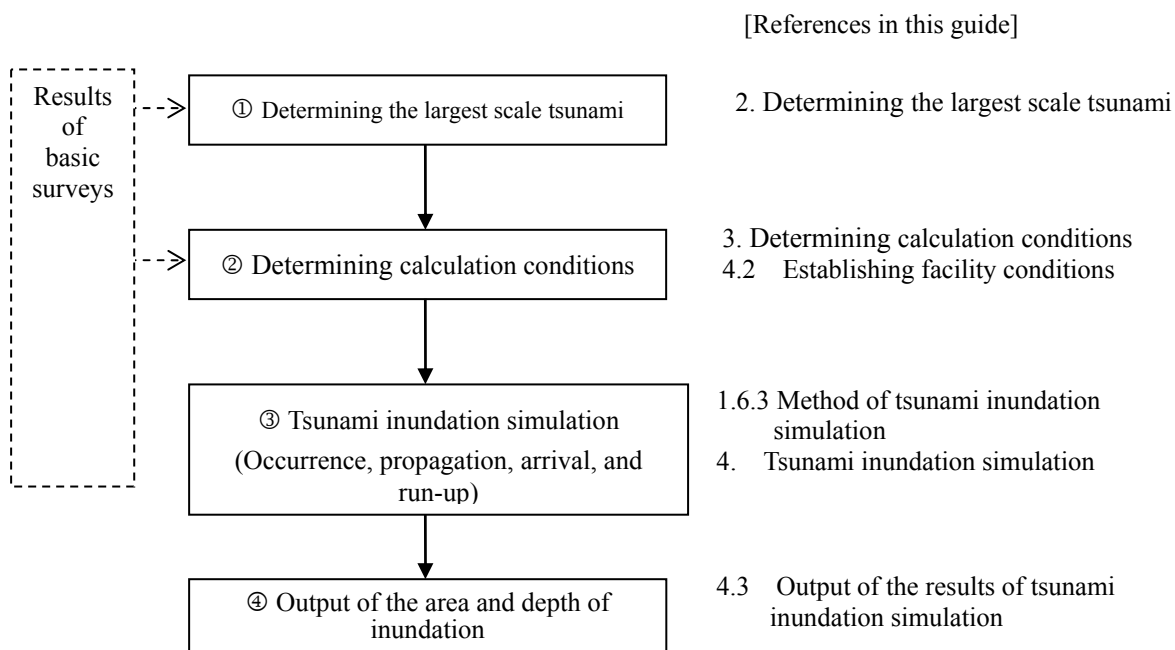 [References in this guide]
Results
of
basic
surveys
① Determining the largest scale tsunami
2. Determining the largest scale tsunami
② Determining calculation conditions
3. Determining calculation conditions
4.2 Establishing facility conditions
③ Tsunami inundation simulation
(Occurrence, propagation, arrival, and
run-up)
1.6.3 Method of tsunami inundation
simulation
4. Tsunami inundation simulation
④ Output of the area and depth of
inundation
4.3 Output of the results of tsunami
inundation simulation